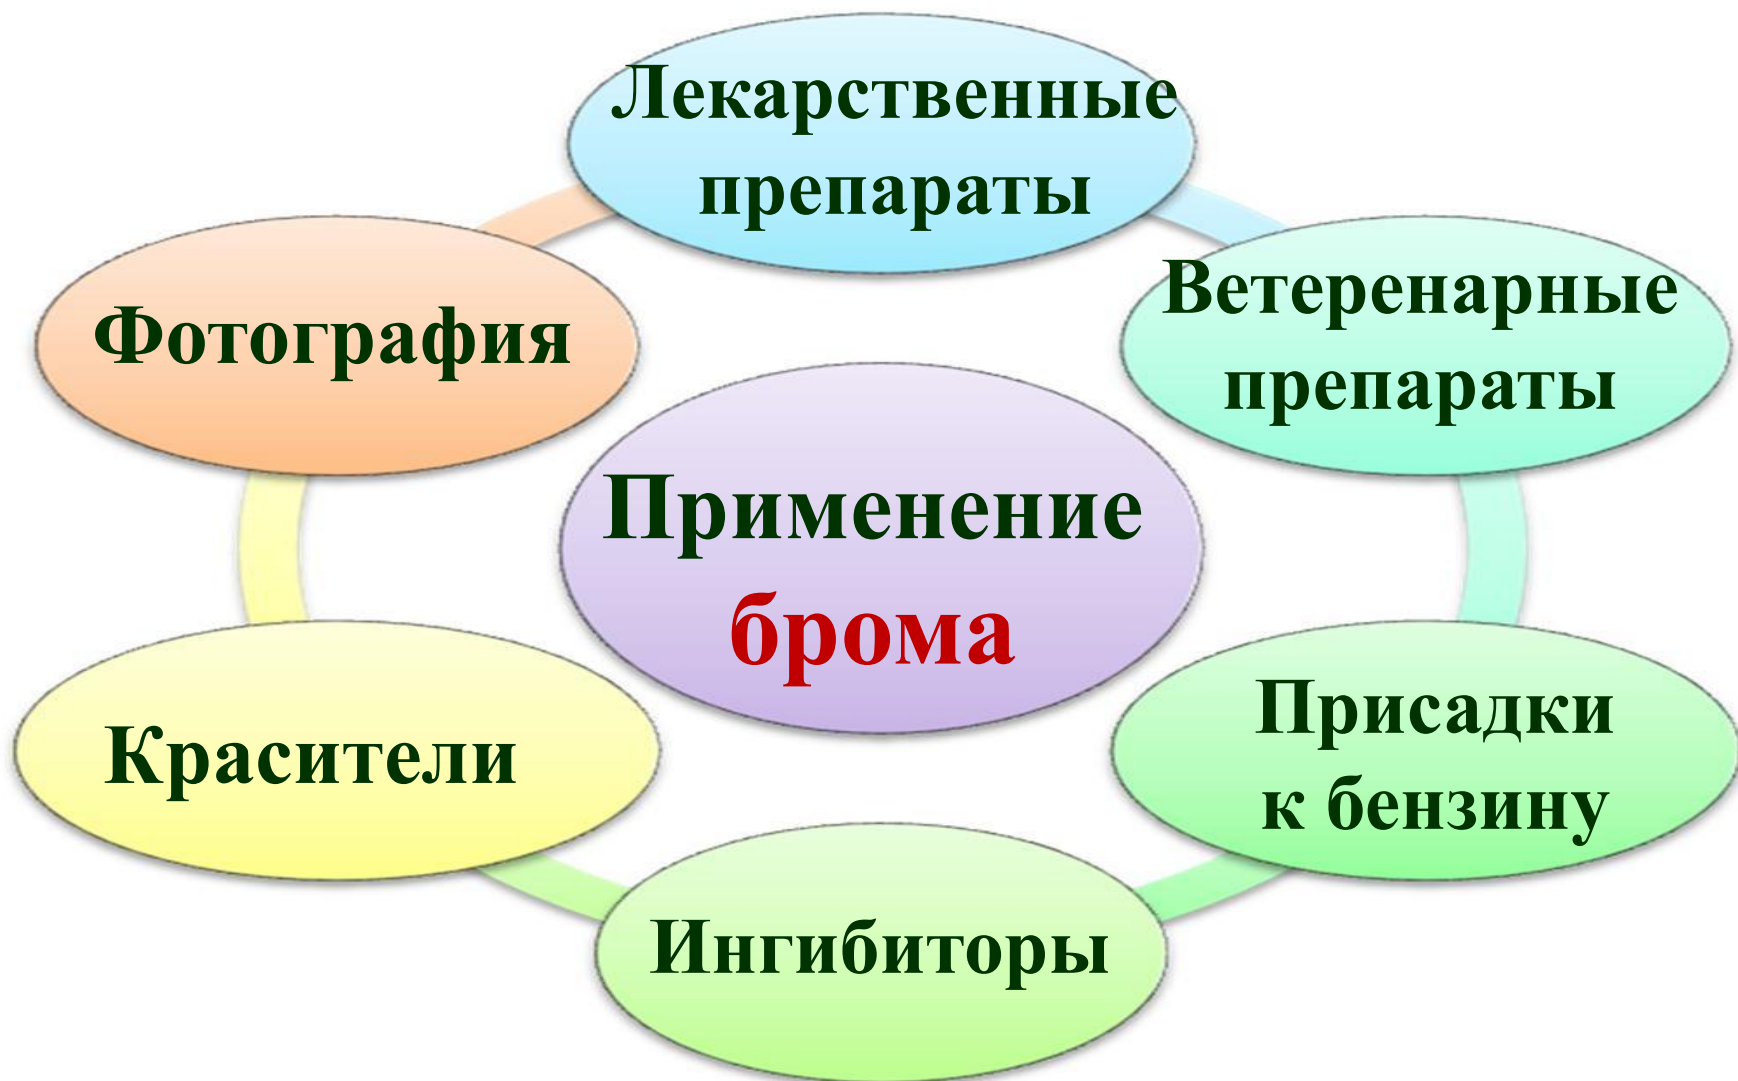 Лекарственные
препараты
Ветеренарные
препараты
Фотография
Применение
брома
Присадки
к бензину
Красители
Ингибиторы